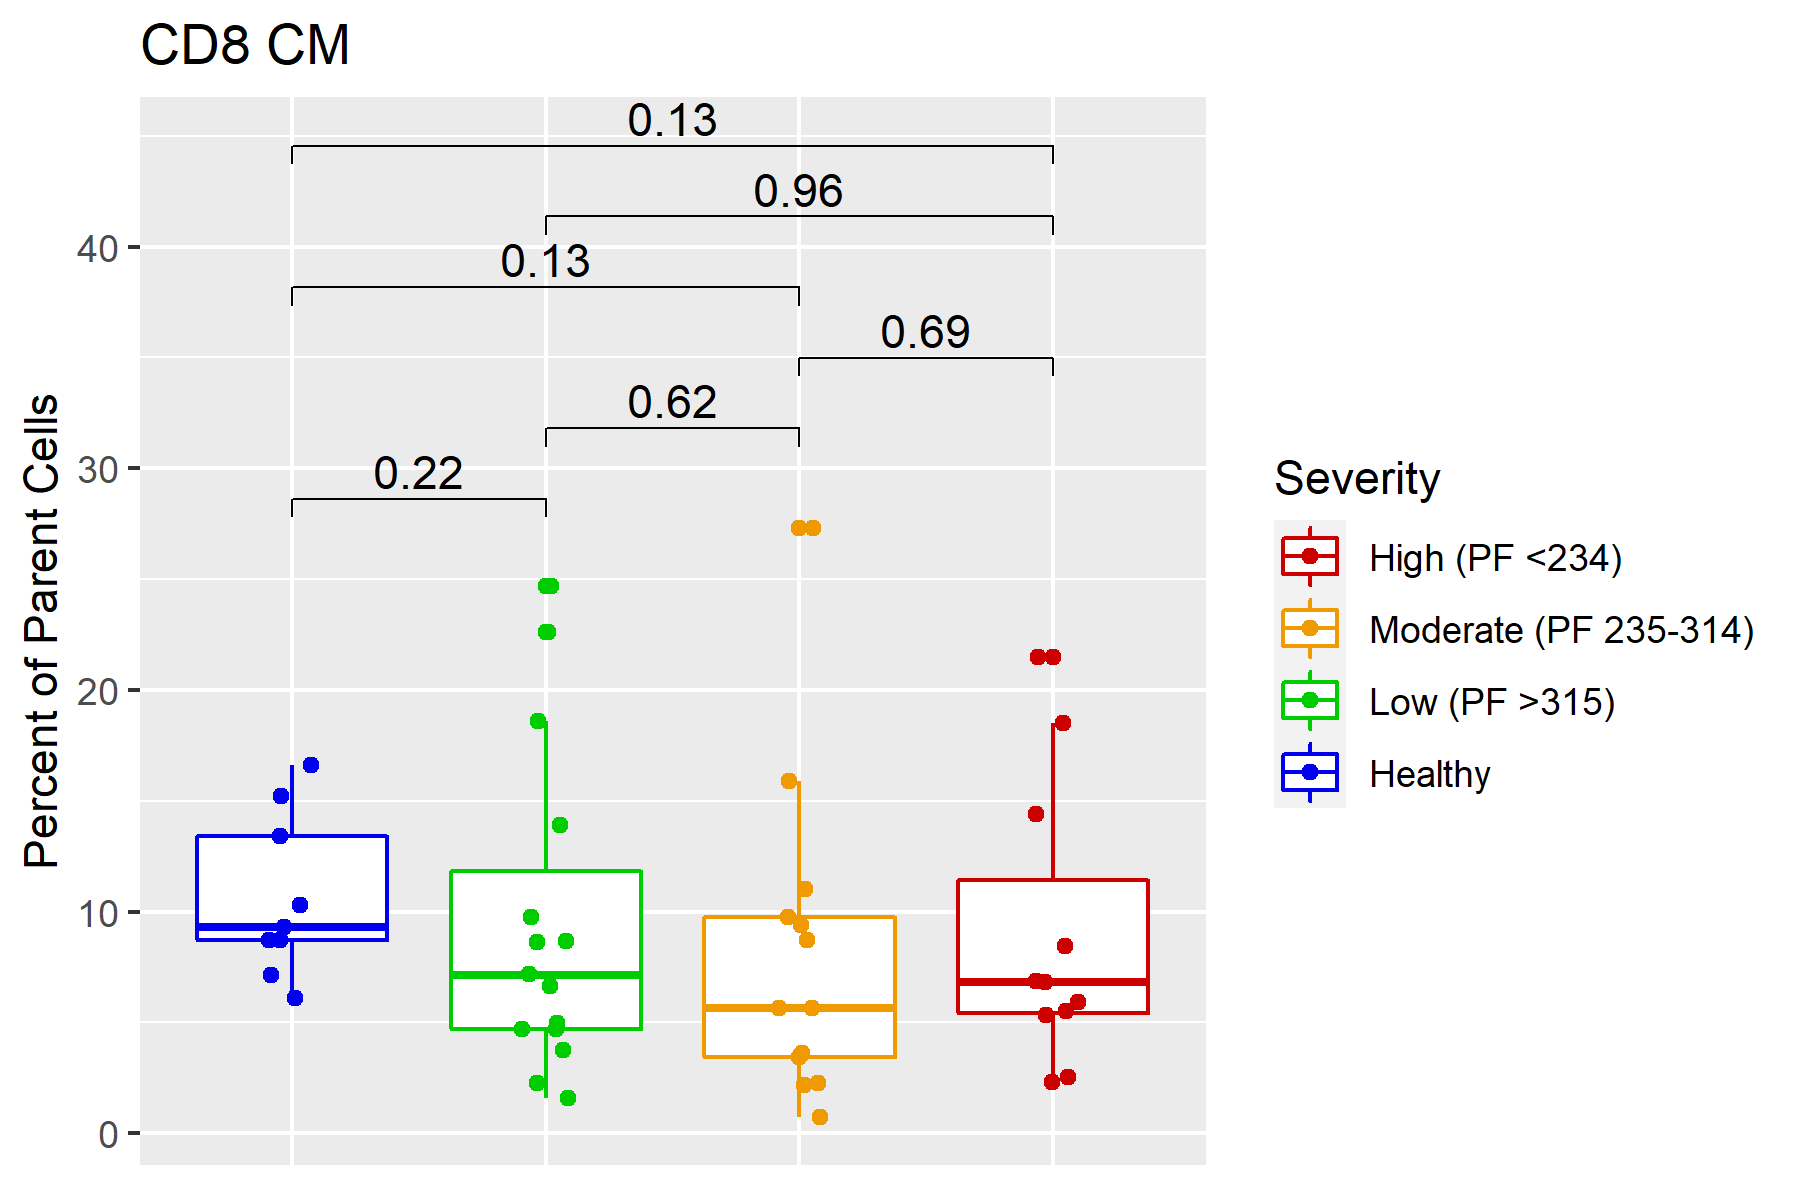 CD8 CM
0.13
0.96
0.13
0.69
0.62
0.22
40
30
20
10
0
Percent of Parent Cells
Severity
High (PF <234)
Moderate (PF 235-314)
Low (PF >315)
Healthy